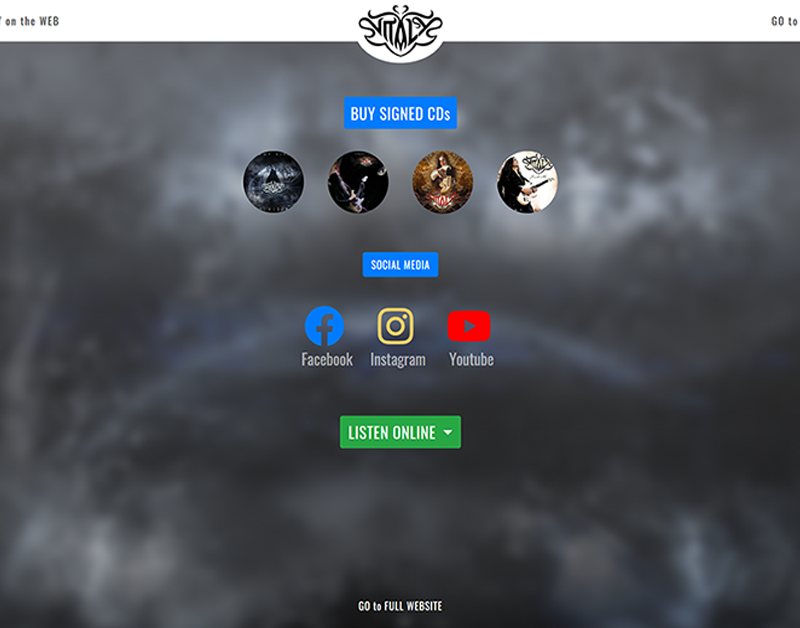 on the WEB
VITALY
GO to
BUY SIGNED CDs
SOCIAL MEDIA
Facebook
Instagram
Youtube
LISTEN ONLINE
GO to FULL WEBSITE